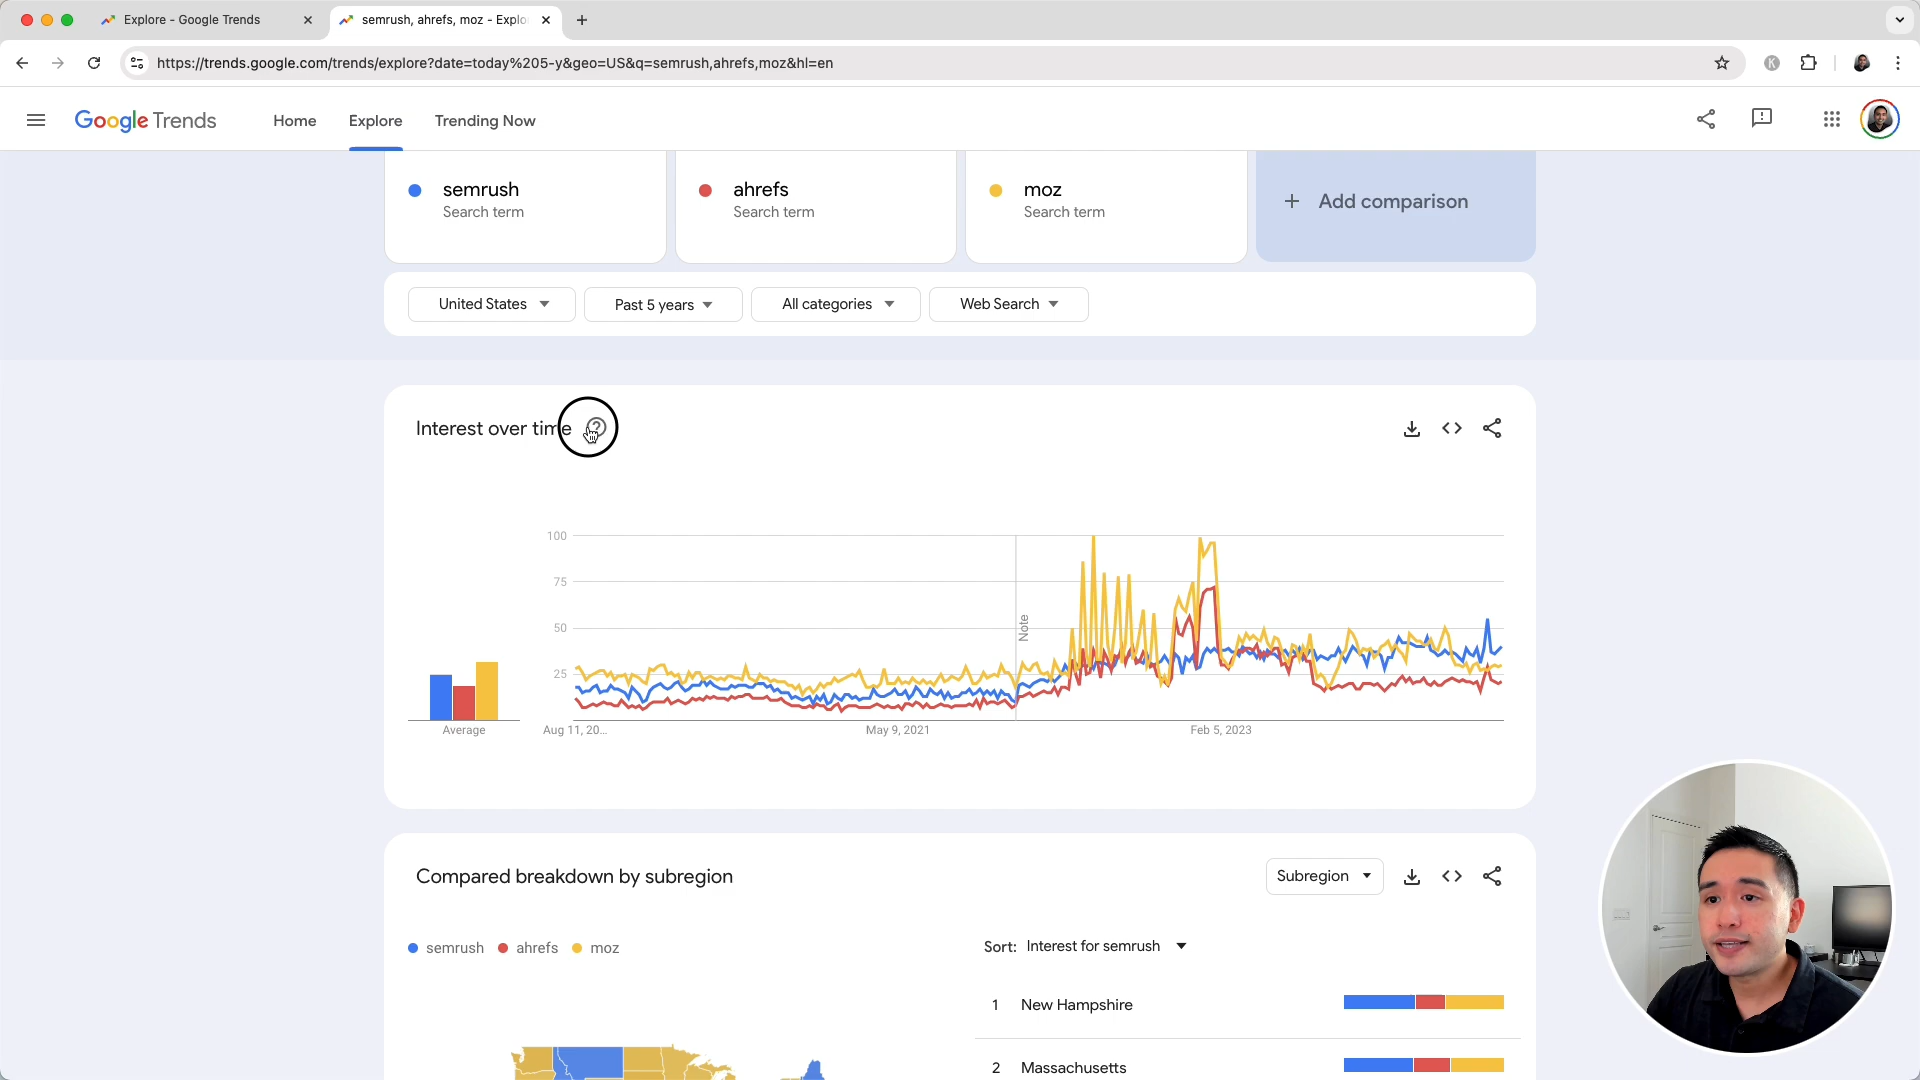 Explore - Google Trends
semrush, ahrefs, moz - Explo
https://trends.google.com/trends/explore?date=today%205-y&geo=US&q=semrush,ahrefs,moz&hl=en
K
Google Trends
Home
Explore
Trending Now
semrush
Search term
ahrefs
Search term
moz
Search term
+ Add comparison
United States
Past 5 years
All categories
Web Search
Interest over time
100
75
50
25
Note
Average
Aug 11, 20...
May 9, 2021
Feb 5, 2023
Compared breakdown by subregion
Subregion
semrush
ahrefs
moz
Sort: Interest for semrush
1 New Hampshire
2 Massachusetts